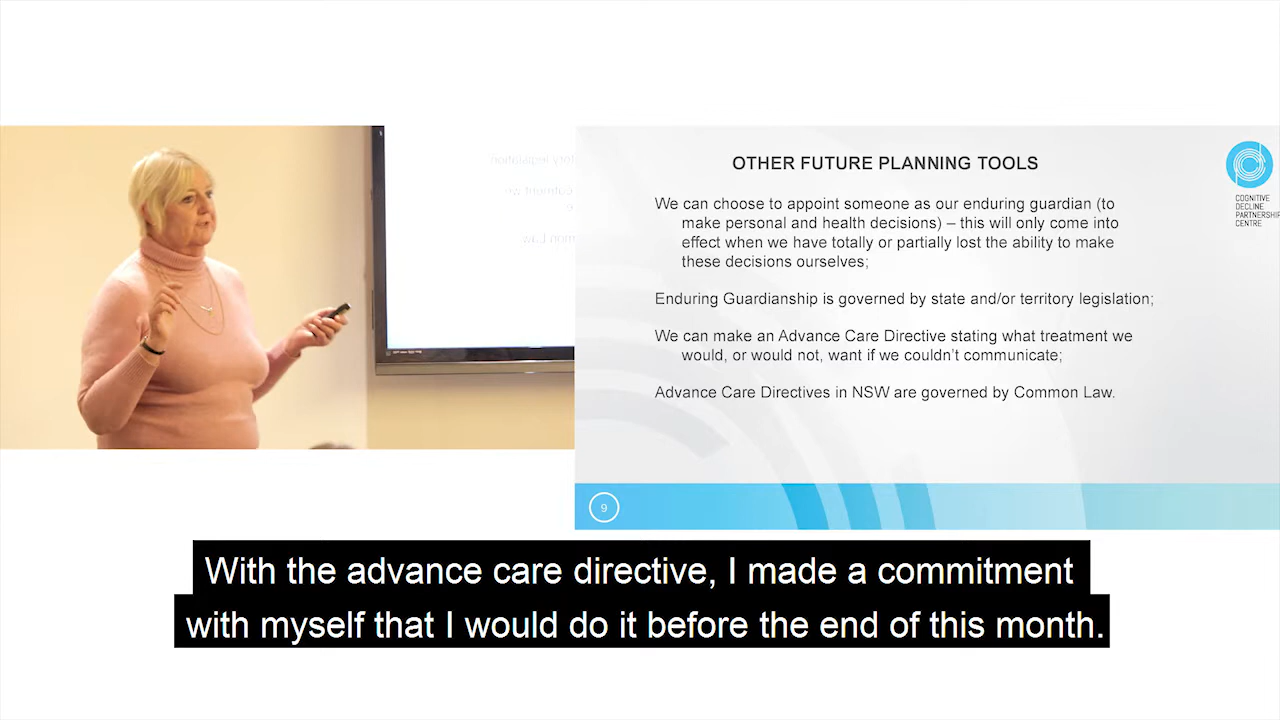 OTHER FUTURE PLANNING TOOLS
We can choose to appoint someone as our enduring guardian (to
make personal and health decisions) – this will only come into
effect when we have totally or partially lost the ability to make
these decisions ourselves;
Enduring Guardianship is governed by state and/or territory legislation;
We can make an Advance Care Directive stating what treatment we
would, or would not, want if we couldn’t communicate;
Advance Care Directives in NSW are governed by Common Law.
COGNITIVE
DECLINE
PARTNERSHIP
CENTRE
9
With the advance care directive, I made a commitment
with myself that I would do it before the end of this month.